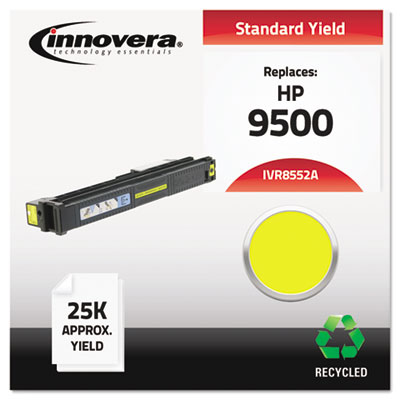 innovera
technology essentials
Standard Yield
Replaces:
HP
9500
IVR8552A
25K
APPROX.
YIELD
RECYCLED